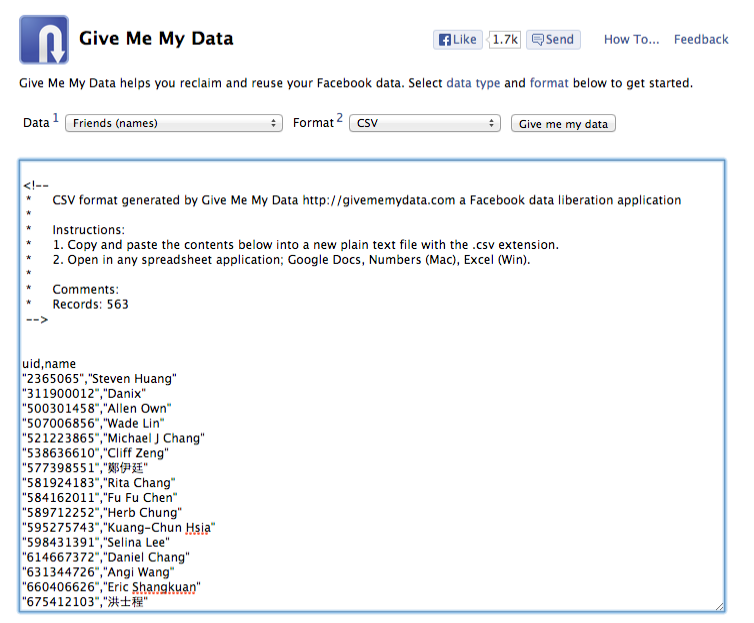 Give Me My Data
Like 1.7k Send How To... Feedback
Give Me My Data helps you reclaim and reuse your Facebook data. Select data type and format below to get started.
Data 1 Friends (names) Format 2 CSV Give me my data
<!--
* CSV format generated by Give Me My Data http://givememydata.com a Facebook data liberation application
*
* Instructions:
* 1. Copy and paste the contents below into a new plain text file with the .csv extension.
* 2. Open in any spreadsheet application; Google Docs, Numbers (Mac), Excel (Win).
*
* Comments:
* Records: 563
-->
uid,name
"2365065","Steven Huang"
"311900012","Danix"
"500301458","Allen Own"
"507006856","Wade Lin"
"521223865","Michael J Chang"
"538636610","Cliff Zeng"
"577398551","鄭伊廷"
"581924183","Rita Chang"
"584162011","Fu Fu Chen"
"589712252","Herb Chung"
"595275743","Kuang-Chun Hsia"
"598431391","Selina Lee"
"614667372","Daniel Chang"
"631344726","Angi Wang"
"660406626","Eric Shangkuan"
"675412103","洪士程"